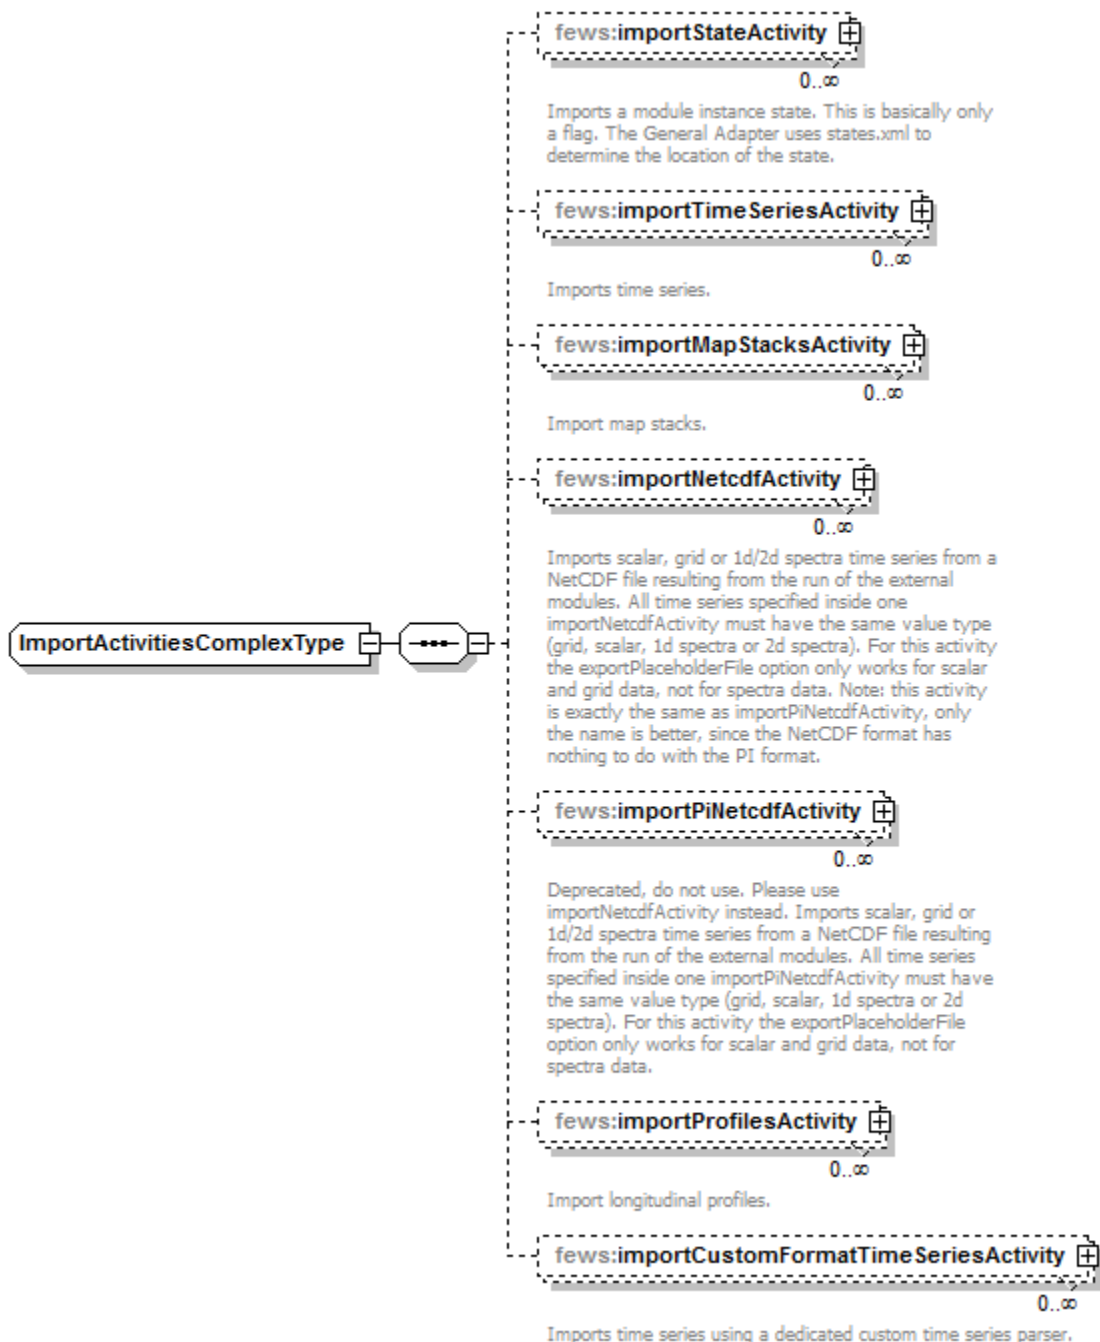 fews:importStateActivity
0..∞
Imports a module instance state. This is basically only
a flag. The General Adapter uses states.xml to
determine the location of the state.
fews:importTimeSeriesActivity
0..∞
Imports time series.
fews:importMapStacksActivity
0..∞
Import map stacks.
fews:importNetcdfActivity
0..∞
Imports scalar, grid or 1d/2d spectra time series from a
NetCDF file resulting from the run of the external
modules. All time series specified inside one
importNetcdfActivity must have the same value type
(grid, scalar, 1d spectra or 2d spectra). For this activity
the exportPlaceholderFile option only works for scalar
and grid data, not for spectra data. Note: this activity
is exactly the same as importPiNetcdfActivity, only
the name is better, since the NetCDF format has
nothing to do with the PI format.
ImportActivitiesComplexType
fews:importPiNetcdfActivity
0..∞
Deprecated, do not use. Please use
importNetcdfActivity instead. Imports scalar, grid or
1d/2d spectra time series from a NetCDF file resulting
from the run of the external modules. All time series
specified inside one importPiNetcdfActivity must have
the same value type (grid, scalar, 1d spectra or 2d
spectra). For this activity the exportPlaceholderFile
option only works for scalar and grid data, not for
spectra data.
fews:importProfilesActivity
0..∞
Import longitudinal profiles.
fews:importCustomFormatTimeSeriesActivity
0..∞
Imports time series using a dedicated custom time series parser.